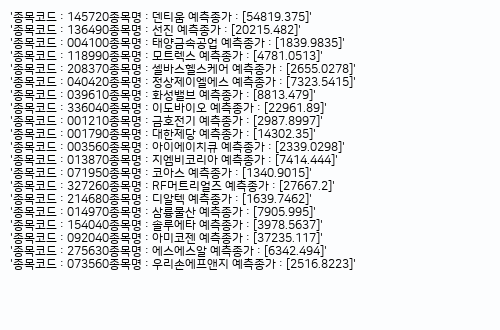 '종목코드 : 145720종목명 : 덴티움 예측종가 : [54819.375]'
'종목코드 : 136490종목명 : 선진 예측종가 : [20215.482]'
'종목코드 : 004100종목명 : 태양금속공업 예측종가 : [1839.9835]'
'종목코드 : 118990종목명 : 모트렉스 예측종가 : [4781.0513]'
'종목코드 : 208370종목명 : 셀바스헬스케어 예측종가 : [2655.0278]'
'종목코드 : 040420종목명 : 정상제이엘에스 예측종가 : [7323.5415]'
'종목코드 : 039610종목명 : 화성밸브 예측종가 : [8813.479]'
'종목코드 : 336040종목명 : 이도바이오 예측종가 : [22961.89]'
'종목코드 : 001210종목명 : 금호전기 예측종가 : [2987.8997]'
'종목코드 : 001790종목명 : 대한제당 예측종가 : [14302.35]'
'종목코드 : 003560종목명 : 아이에이치큐 예측종가 : [2339.0298]'
'종목코드 : 013870종목명 : 지엠비코리아 예측종가 : [7414.444]'
'종목코드 : 071950종목명 : 코아스 예측종가 : [1340.9015]'
'종목코드 : 327260종목명 : RF머트리얼즈 예측종가 : [27667.2]'
'종목코드 : 214680종목명 : 디알텍 예측종가 : [1639.7462]'
'종목코드 : 014970종목명 : 삼륭물산 예측종가 : [7905.995]'
'종목코드 : 154040종목명 : 솔루에타 예측종가 : [3978.5637]'
'종목코드 : 092040종목명 : 아미코젠 예측종가 : [37235.117]'
'종목코드 : 275630종목명 : 에스에스알 예측종가 : [6342.494]'
'종목코드 : 073560종목명 : 우리손에프앤지 예측종가 : [2516.8223]'